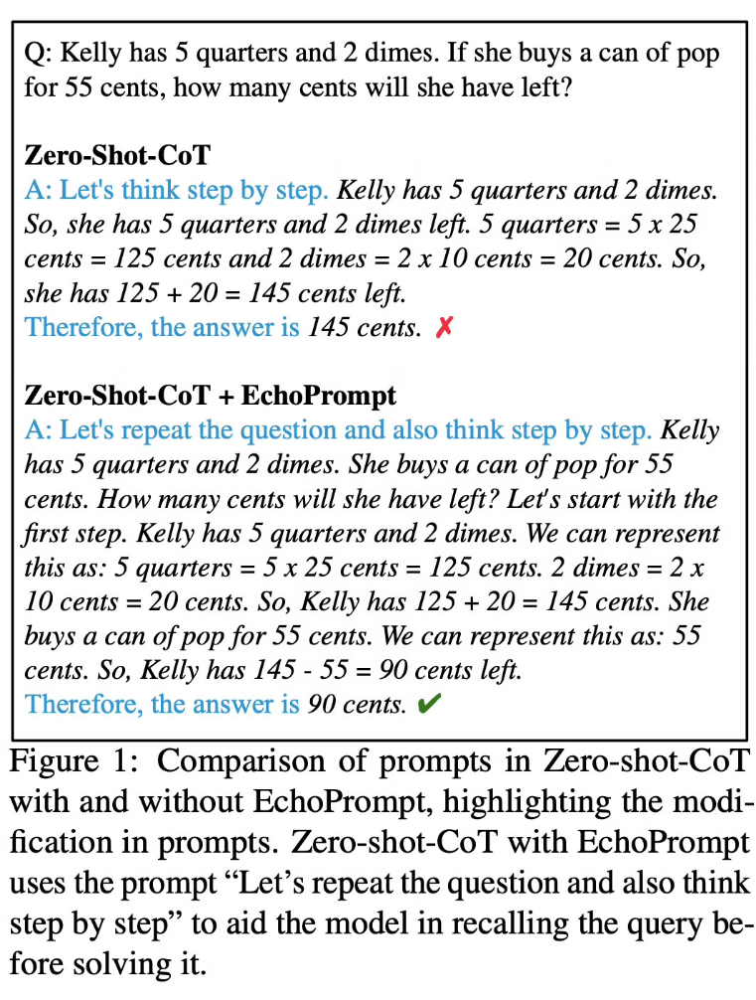 Q: Kelly has 5 quarters and 2 dimes. If she buys a can of pop
for 55 cents, how many cents will she have left?
Zero-Shot-CoT
A: Let's think step by step. Kelly has 5 quarters and 2 dimes.
So, she has 5 quarters and 2 dimes left. 5 quarters = 5 x 25
cents = 125 cents and 2 dimes = 2 x 10 cents = 20 cents. So,
she has 125 + 20 = 145 cents left.
Therefore, the answer is 145 cents. ✗
Zero-Shot-CoT + EchoPrompt
A: Let's repeat the question and also think step by step. Kelly
has 5 quarters and 2 dimes. She buys a can of pop for 55
cents. How many cents will she have left? Let's start with the
first step. Kelly has 5 quarters and 2 dimes. We can represent
this as: 5 quarters = 5 x 25 cents = 125 cents. 2 dimes = 2 x
10 cents = 20 cents. So, Kelly has 125 + 20 = 145 cents. She
buys a can of pop for 55 cents. We can represent this as: 55
cents. So, Kelly has 145 - 55 = 90 cents left.
Therefore, the answer is 90 cents. ✔
Figure 1: Comparison of prompts in Zero-shot-CoT
with and without EchoPrompt, highlighting the modi-
fication in prompts. Zero-shot-CoT with EchoPrompt
uses the prompt “Let’s repeat the question and also think
step by step” to aid the model in recalling the query be-
fore solving it.